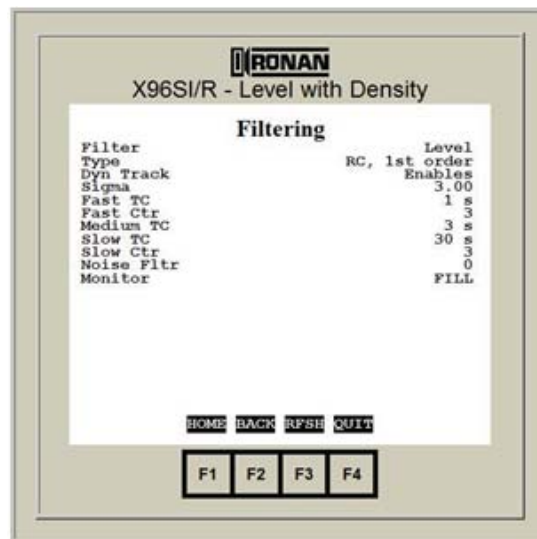 RONAN
X96SI/R - Level with Density
Filtering
Filter Level
Type RC, 1st order
Dyn Track Enables
Sigma 3.00
Fast TC 1 s
Fast Ctr 3
Medium TC 3 s
Slow TC 30 s
Slow Ctr 3
Noise Fltr 0
Monitor FILL
HOME BACK RFSH QUIT
F1 F2 F3 F4